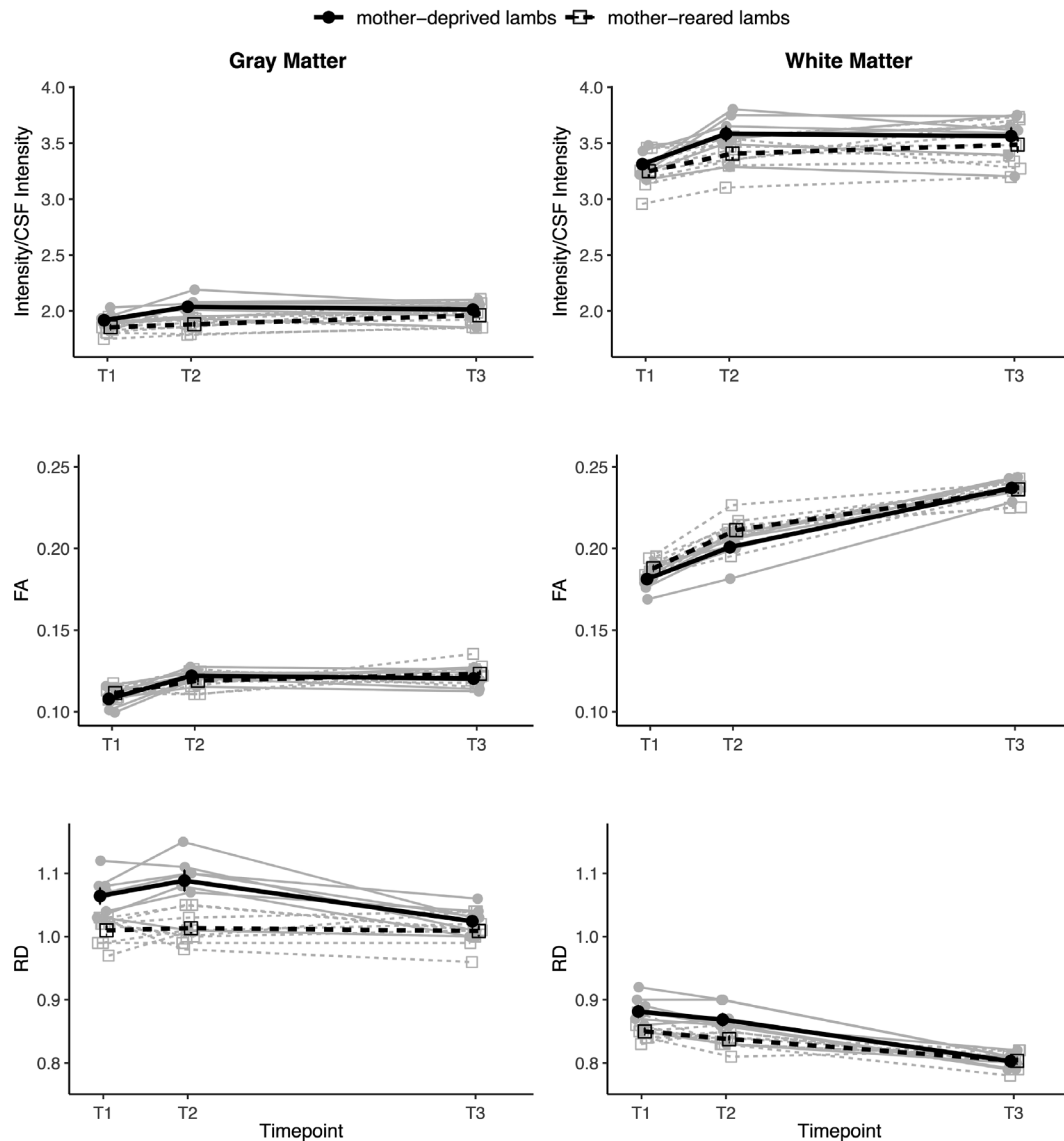 mother-deprived lambs mother-reared lambs
Gray Matter
White Matter
Intensity/CSF Intensity
4.0
3.5
3.0
2.5
2.0
T1 T2 T3
Intensity/CSF Intensity
4.0
3.5
3.0
2.5
2.0
T1 T2 T3
FA
0.25
0.20
0.15
0.10
T1 T2 T3
FA
0.25
0.20
0.15
0.10
T1 T2 T3
RD
1.1
1.0
0.9
0.8
T1 T2 T3
Timepoint
RD
1.1
1.0
0.9
0.8
T1 T2 T3
Timepoint